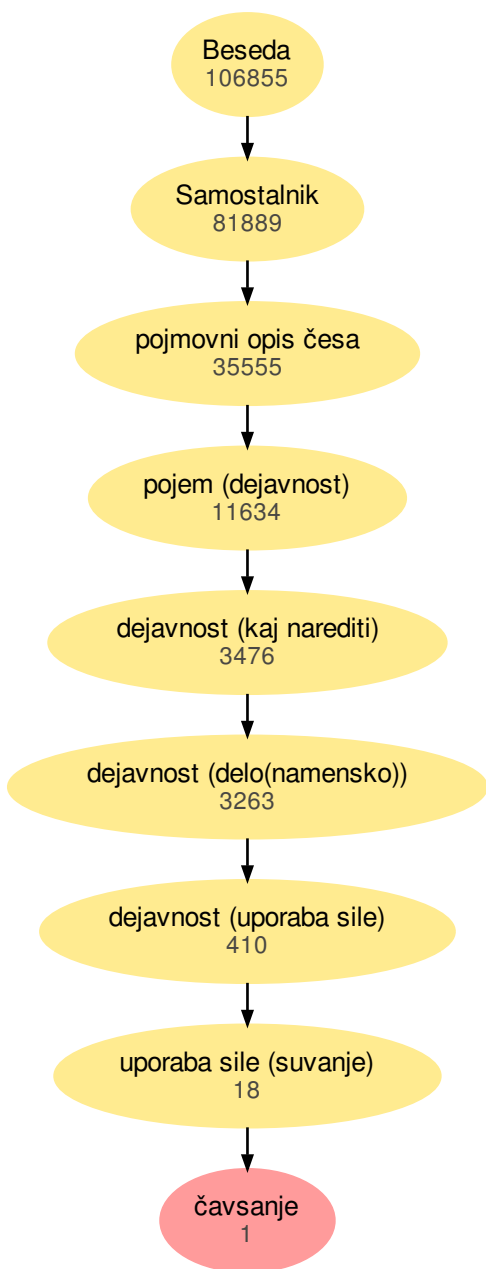 Beseda
106855
Samostalnik
81889
pojmovni opis česa
35555
pojem (dejavnost)
11634
dejavnost (kaj narediti)
3476
dejavnost (delo(namensko))
3263
dejavnost (uporaba sile)
410
uporaba sile (suvanje)
18
čavsanje
1